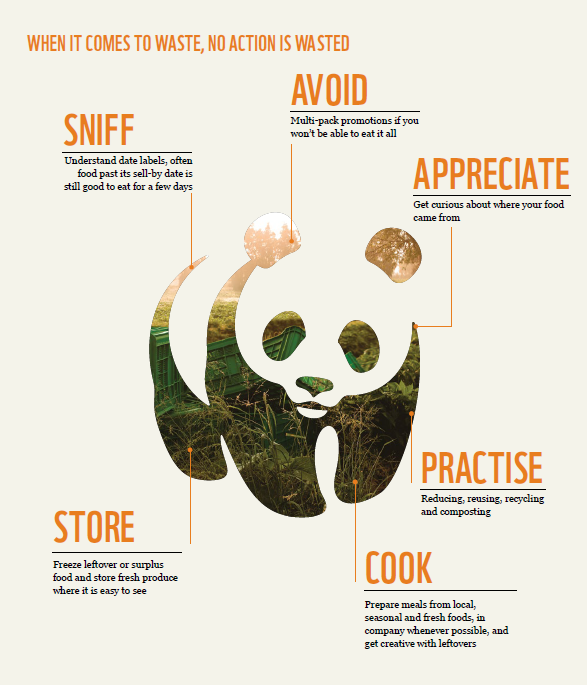 WHEN IT COMES TO WASTE, NO ACTION IS WASTED
AVOID
Multi-pack promotions if you
won't be able to eat it all
SNIFF
Understand date labels, often
food past its sell-by date is
still good to eat for a few days
APPRECIATE
Get curious about where your food
came from
PRACTISE
Reducing, reusing, recycling
and composting
STORE
Freeze leftover or surplus
food and store fresh produce
where it is easy to see
COOK
Prepare meals from local,
seasonal and fresh foods, in
company whenever possible, and
get creative with leftovers